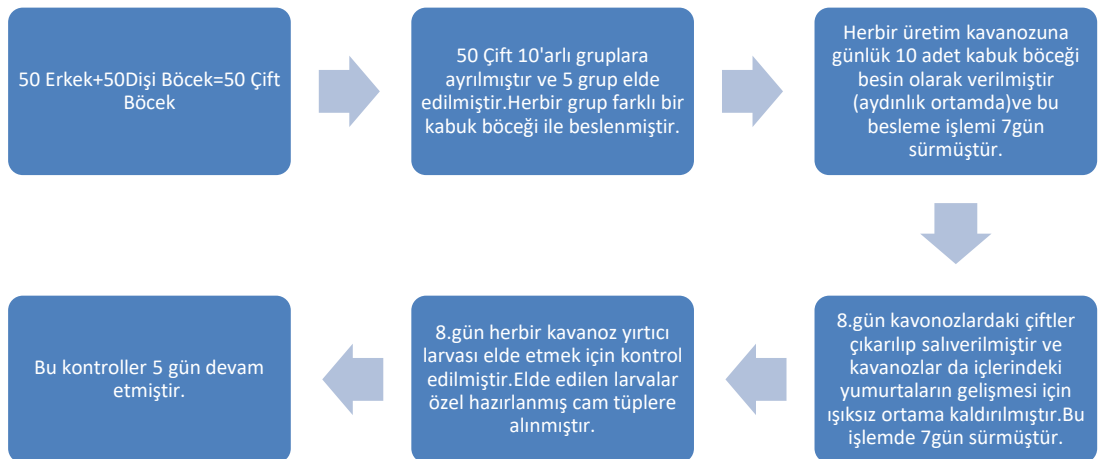 50 Erkek+50Dişi Böcek=50 Çift
Böcek
50 Çift 10'arlı gruplara
ayrılmıştır ve 5 grup elde
edilmiştir.Herbir grup farklı bir
kabuk böceği ile beslenmiştir.
Herbir üretim kavanozuna
günlük 10 adet kabuk böceği
besin olarak verilmiştir
(aydınlık ortamda)ve bu
besleme işlemi 7gün
sürmüştür.
8.gün kavonozlardaki çiftler
çıkarılıp salıverilmiştir ve
kavanozlar da içlerindeki
yumurtaların gelişmesi için
ışıksız ortama kaldırılmıştır.Bu
işlemde 7gün sürmüştür.
8.gün herbir kavanoz yırtıcı
larvası elde etmek için kontrol
edilmiştir.Elde edilen larvalar
özel hazırlanmış cam tüplere
alınmıştır.
Bu kontroller 5 gün devam
etmiştir.